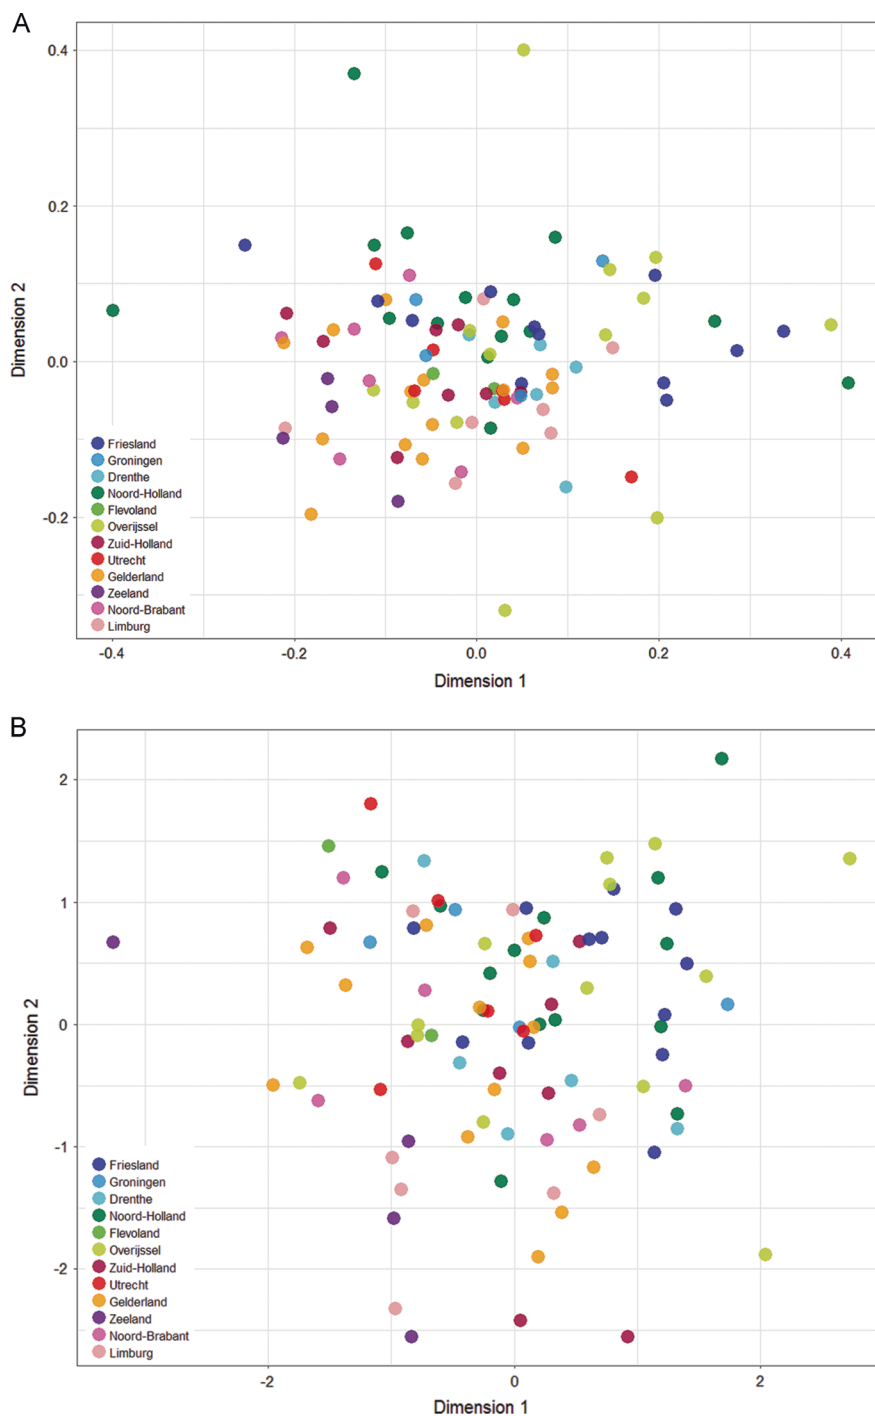 A
0.4
0.2
0.0
-0.2
Dimension 2
Friesland
Groningen
Drenthe
Noord-Holland
Flevoland
Overijssel
Zuid-Holland
Utrecht
Gelderland
Zeeland
Noord-Brabant
Limburg
-0.4 -0.2 0.0 0.2 0.4
Dimension 1
B
2
1
0
-1
-2
Dimension 2
Friesland
Groningen
Drenthe
Noord-Holland
Flevoland
Overijssel
Zuid-Holland
Utrecht
Gelderland
Zeeland
Noord-Brabant
Limburg
-2 0 2
Dimension 1